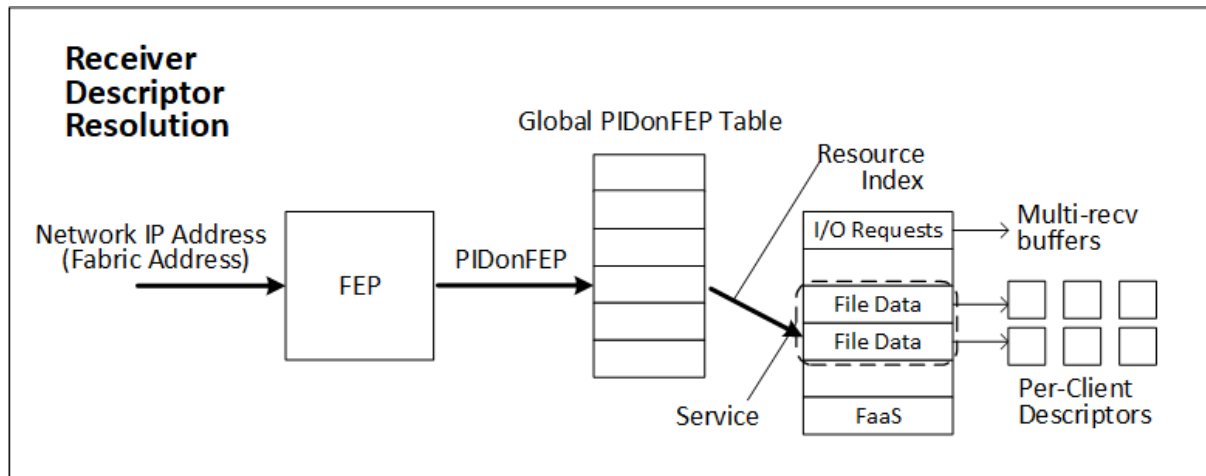 Receiver
Descriptor
Resolution
Global PIDonFEP Table
Resource
Index
Network IP Address
(Fabric Address)
FEP
PIDonFEP
I/O Requests
Multi-recv
buffers
File Data
File Data
Service
FaaS
Per-Client
Descriptors